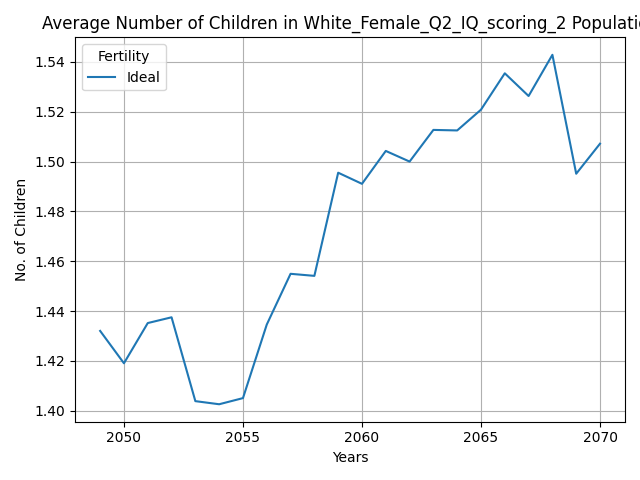 Average Number of Children in White_Female_Q2_IQ_scoring_2 Populatio
Fertility
Ideal
1.54
1.52
1.50
1.48
1.46
1.44
1.42
1.40
No. of Children
2050 2055 2060 2065 2070
Years